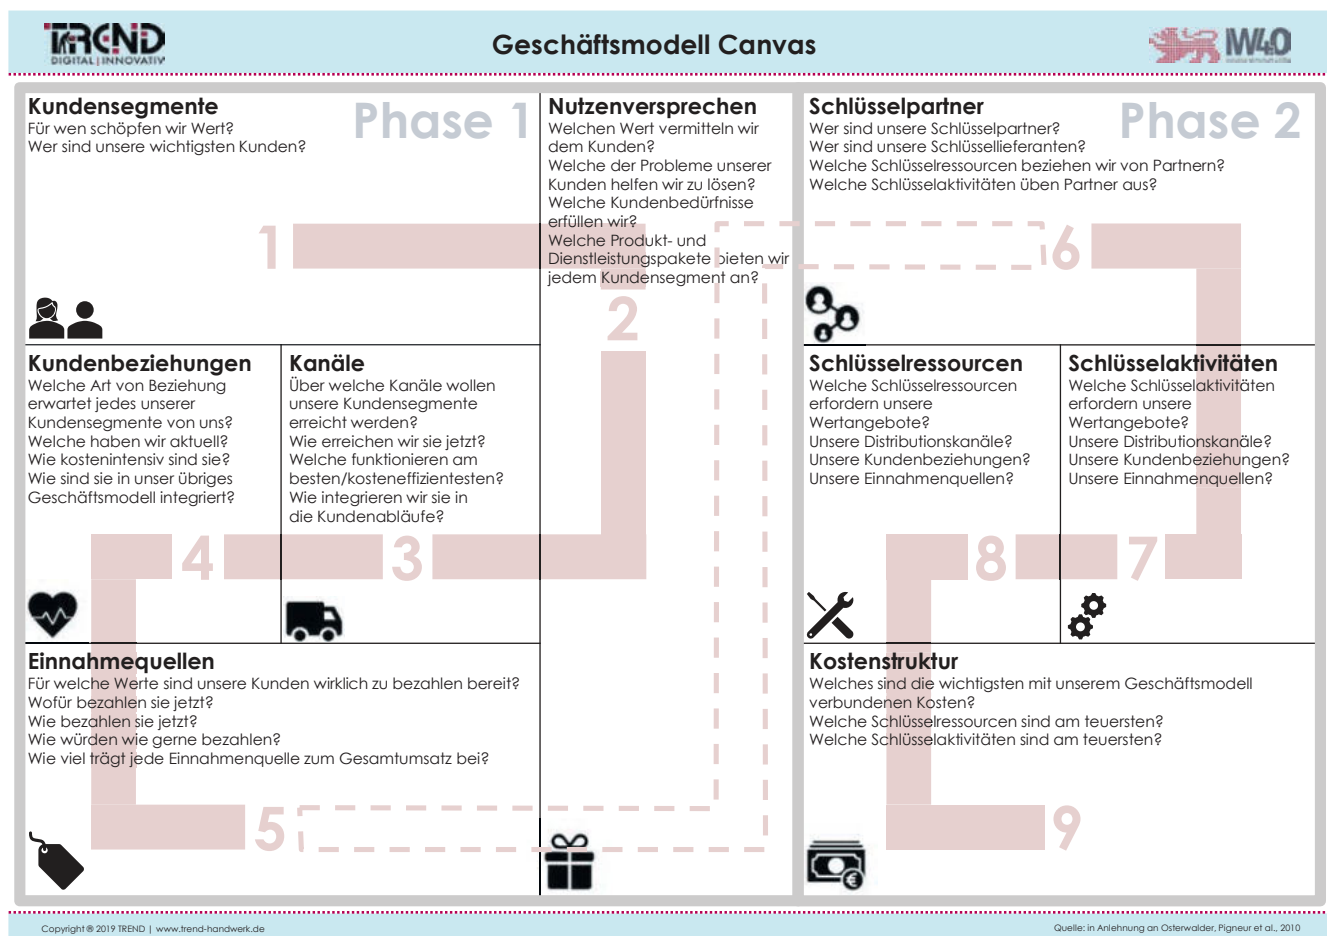 TREND
DIGITAL | INNOVATIV
Geschäftsmodell Canvas
IW4.0
Kundensegmente
Für wen schöpfen wir Wert?
Wer sind unsere wichtigsten Kunden?
Phase 1
1
Nutzenversprechen
Welchen Wert vermitteln wir
dem Kunden?
Welche der Probleme unserer
Kunden helfen wir zu lösen?
Welche Kundenbedürfnisse
erfüllen wir?
Welche Produkt- und
Dienstleistungspakete bieten wir
jedem Kundensegment an?
2
Kundenbeziehungen
Welche Art von Beziehung
erwartet jedes unserer
Kundensegmente von uns?
Welche haben wir aktuell?
Wie kostenintensiv sind sie?
Wie sind sie in unser übriges
Geschäftsmodell integriert?
4
Kanäle
Über welche Kanäle wollen
unsere Kundensegmente
erreicht werden?
Wie erreichen wir sie jetzt?
Welche funktionieren am
besten/kosteneffizientesten?
Wie integrieren wir sie in
die Kundenabläufe?
3
Einnahmequellen
Für welche Werte sind unsere Kunden wirklich zu bezahlen bereit?
Wofür bezahlen sie jetzt?
Wie bezahlen sie jetzt?
Wie würden wie gerne bezahlen?
Wie viel trägt jede Einnahmenquelle zum Gesamtumsatz bei?
5
Schlüsselpartner
Wer sind unsere Schlüsselpartner?
Wer sind unsere Schlüssellieferanten?
Welche Schlüsselressourcen beziehen wir von Partnern?
Welche Schlüsselaktivitäten üben Partner aus?
Phase 2
6
Schlüsselressourcen
Welche Schlüsselressourcen
erfordern unsere
Wertangebote?
Unsere Distributionskanäle?
Unsere Kundenbeziehungen?
Unsere Einnahmenquellen?
8
Schlüsselaktivitäten
Welche Schlüsselaktivitäten
erfordern unsere
Wertangebote?
Unsere Distributionskanäle?
Unsere Kundenbeziehungen?
Unsere Einnahmenquellen?
7
Kostenstruktur
Welches sind die wichtigsten mit unserem Geschäftsmodell
verbundenen Kosten?
Welche Schlüsselressourcen sind am teuersten?
Welche Schlüsselaktivitäten sind am teuersten?
9
Copyright ® 2019 TREND | www.trend-handwerk.de
Quelle: in Anlehnung an Osterwalder, Pigneur et al., 2010